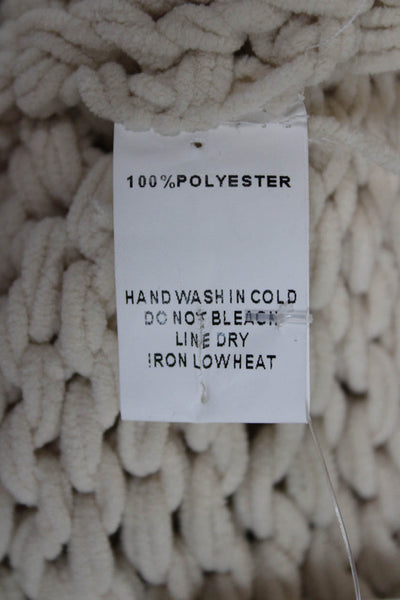 100%POLYESTER
HAND WASH IN COLD
DO NOT BLEACH
LINE DRY
IRON LOW HEAT